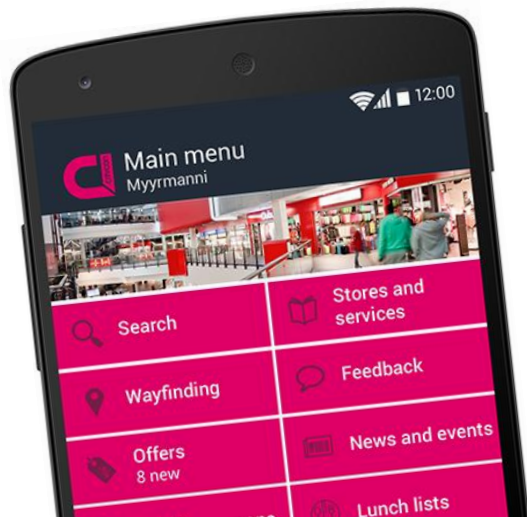 12:00
Main menu
Myyrmanni
Search
Stores and
services
Wayfinding
Feedback
Offers
8 new
News and events
Lunch lists